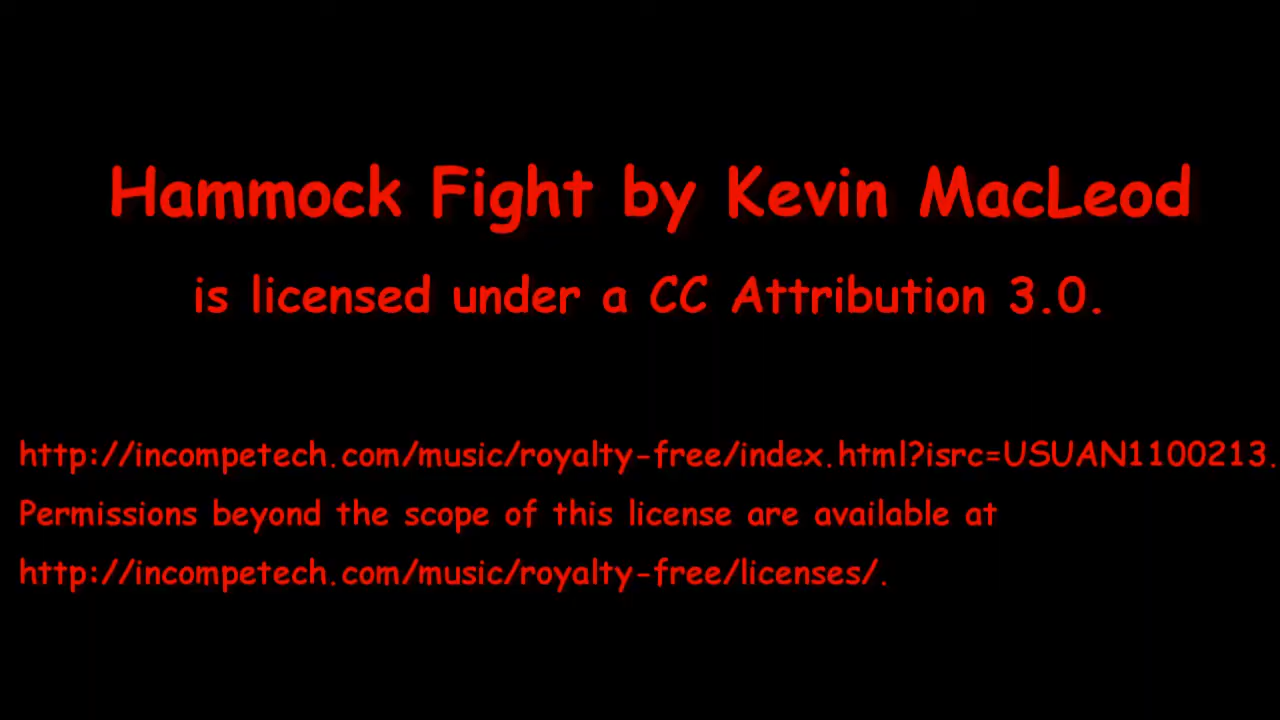 Hammock Fight by Kevin MacLeod
is licensed under a CC Attribution 3.0.
http://incompetech.com/music/royalty-free/index.html?isrc=USUAN1100213.
Permissions beyond the scope of this license are available at
http://incompetech.com/music/royalty-free/licenses/.